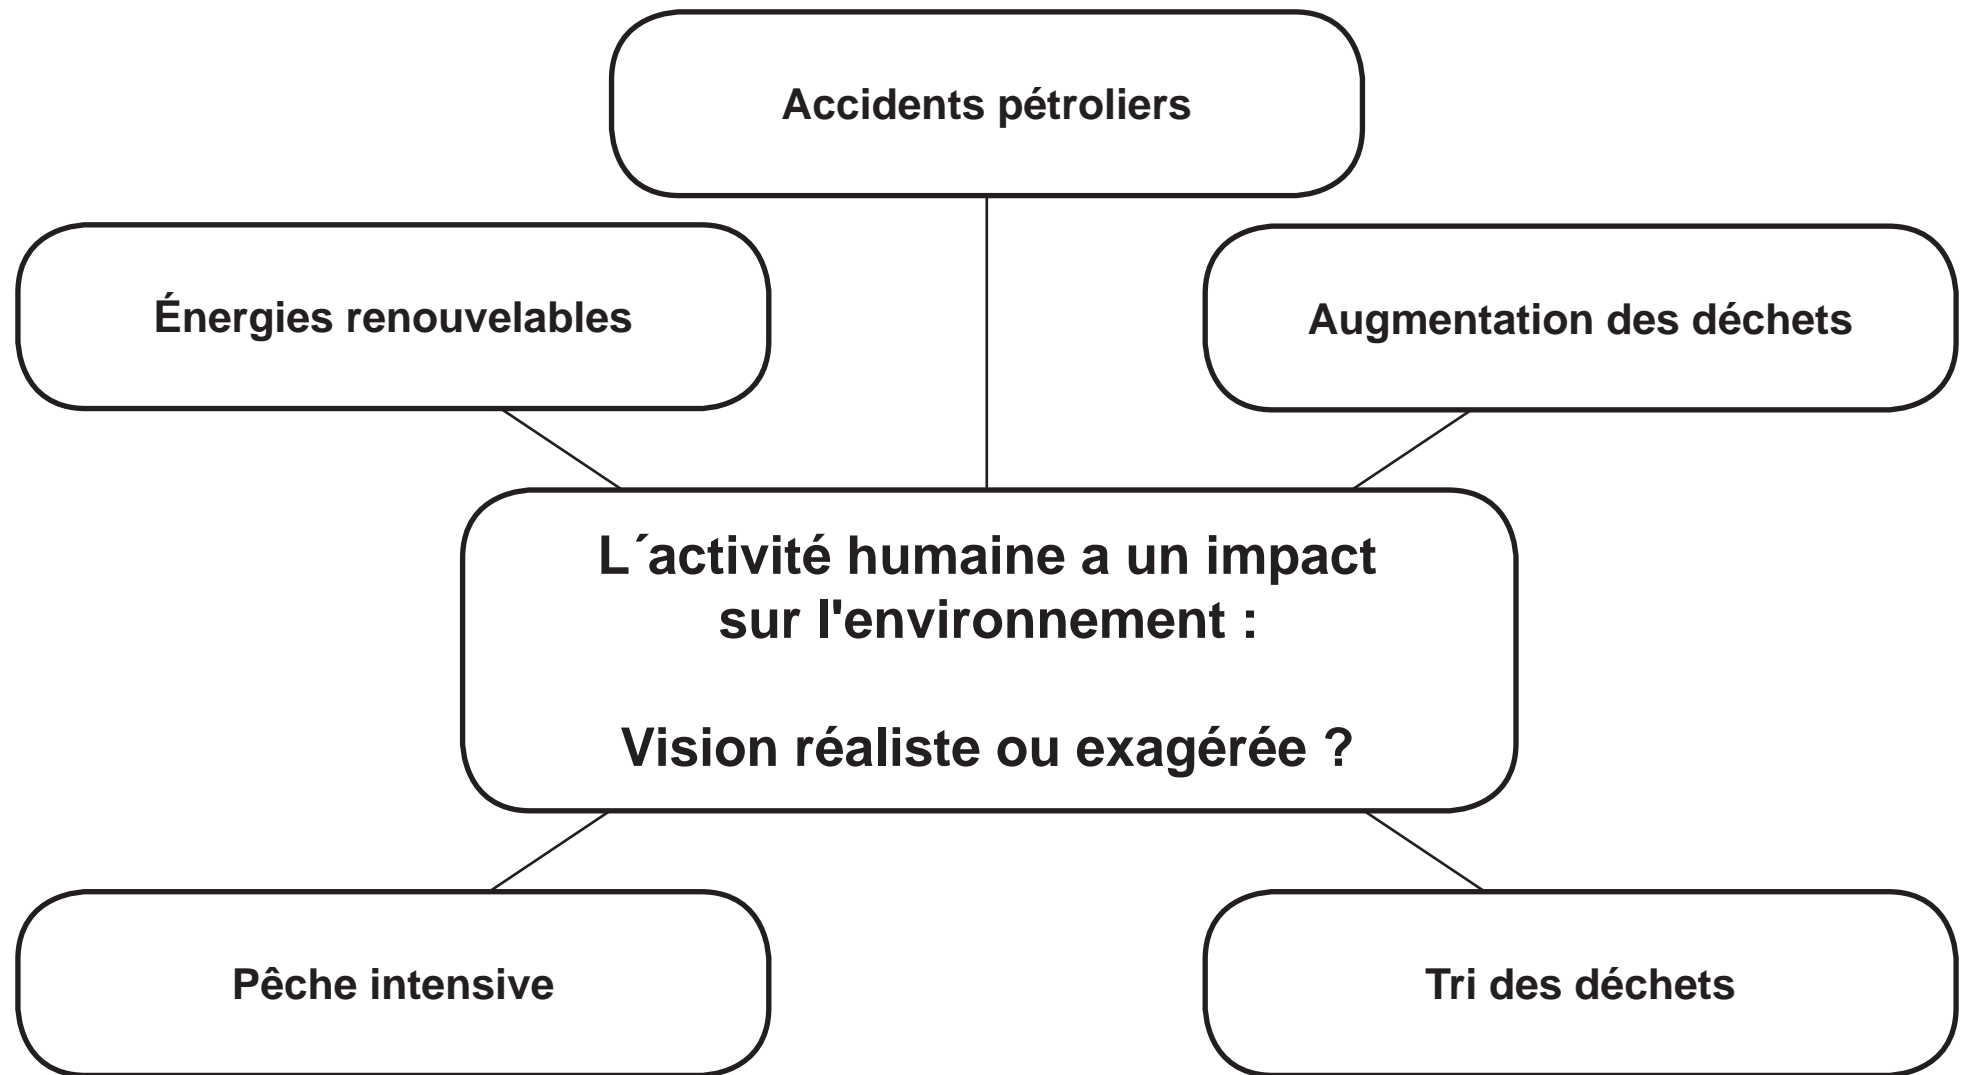 Accidents pétroliers
Énergies renouvelables
Augmentation des déchets
L´activité humaine a un impact
sur l'environnement :
Vision réaliste ou exagérée ?
Pêche intensive
Tri des déchets